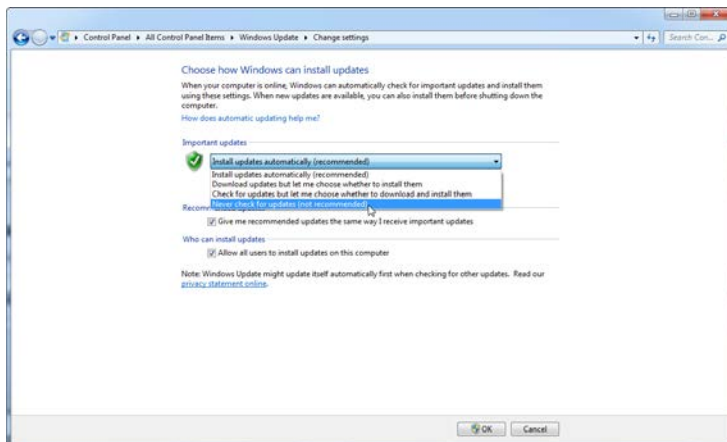 Control Panel ▸ All Control Panel Items ▸ Windows Update ▸ Change settings
Search Con...
Choose how Windows can install updates
When your computer is online, Windows can automatically check for important updates and install them
using these settings. When new updates are available, you can also install them before shutting down the
computer.
How does automatic updating help me?
Important updates
Install updates automatically (recommended)
Install updates automatically (recommended)
Download updates but let me choose whether to install them
Check for updates but let me choose whether to download and install them
Never check for updates (not recommended)
Recom
Give me recommended updates the same way I receive important updates
Who can install updates
Allow all users to install updates on this computer
Note: Windows Update might update itself automatically first when checking for other updates. Read our
privacy statement online.
OK
Cancel